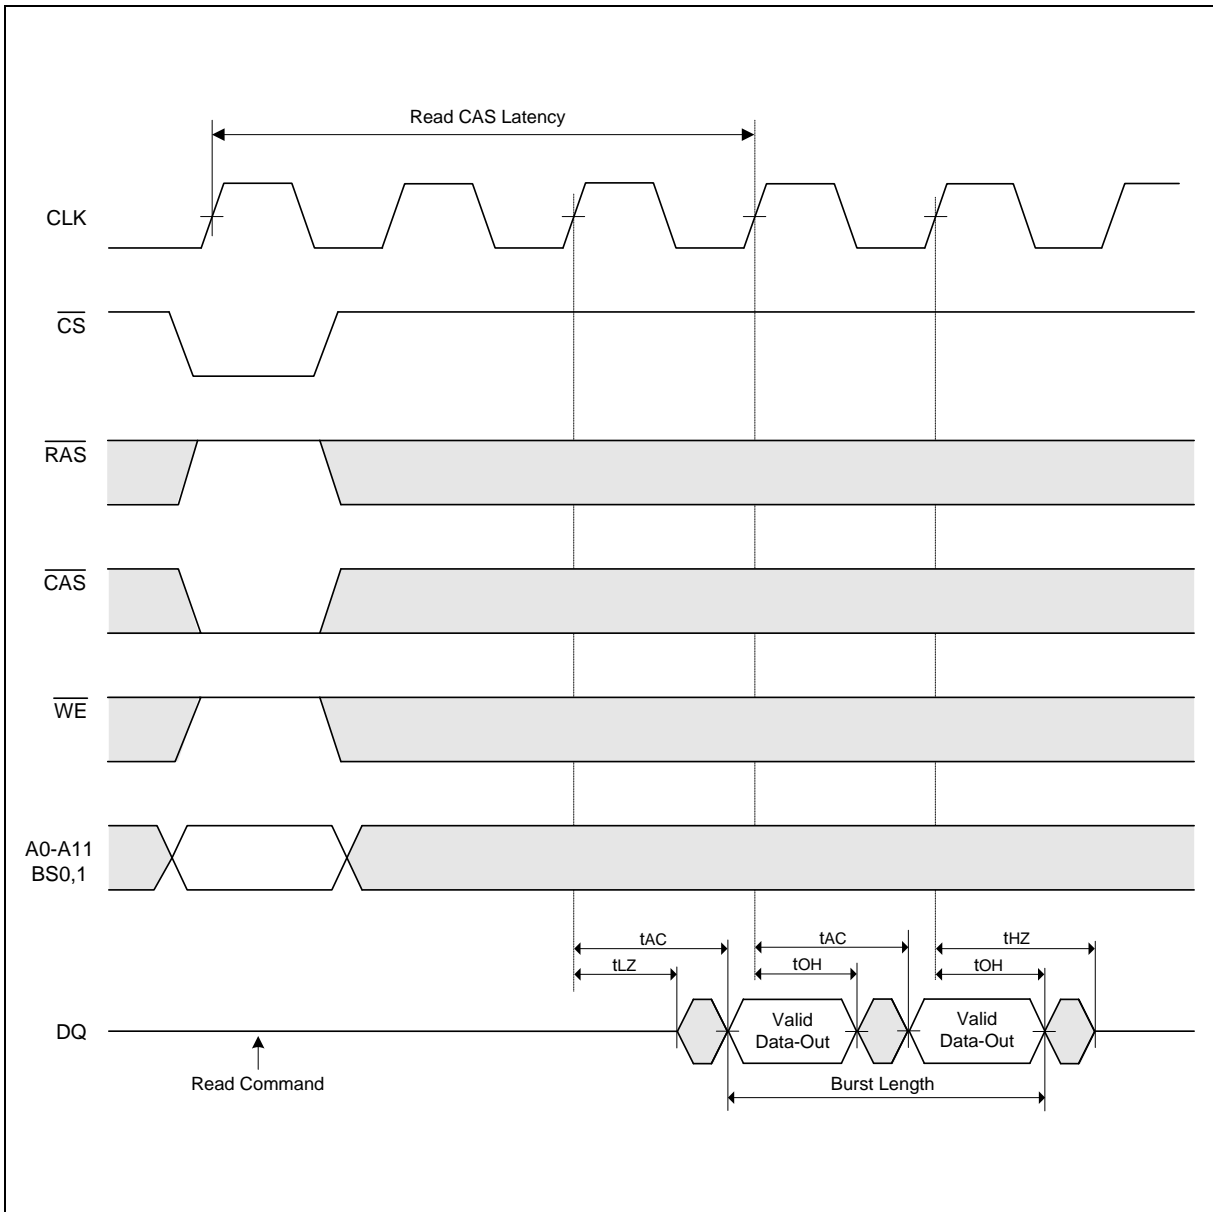 Read CAS Latency
CLK
CS
RAS
CAS
WE
A0-A11
BS0,1
tAC
tAC
tHZ
tLZ
tOH
tOH
DQ
Valid
Data-Out
Valid
Data-Out
Read Command
Burst Length